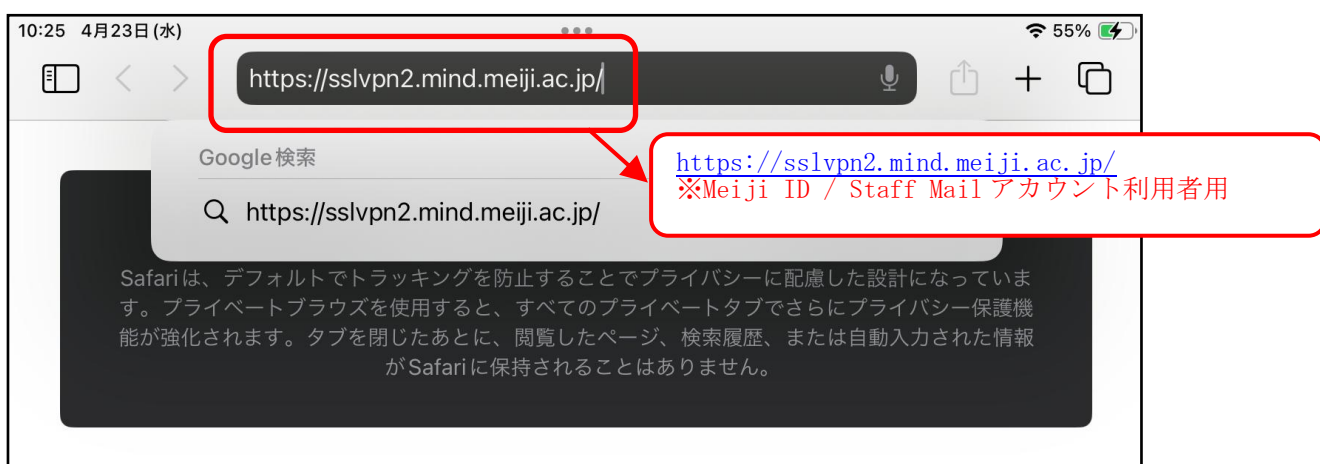 10:25 4月23日(水)
55%
https://sslvpn2.mind.meiji.ac.jp/
Google検索
https://sslvpn2.mind.meiji.ac.jp/
https://sslvpn2.mind.meiji.ac.jp/
※Meiji ID / Staff Mail アカウント利用者用
Safariは、デフォルトでトラッキングを防止することでプライバシーに配慮した設計になっていま
す。プライベートブラウズを使用すると、すべてのプライベートタブでさらにプライバシー保護機
能が強化されます。タブを閉じたあとに、閲覧したページ、検索履歴、または自動入力された情報
がSafariに保持されることはありません。